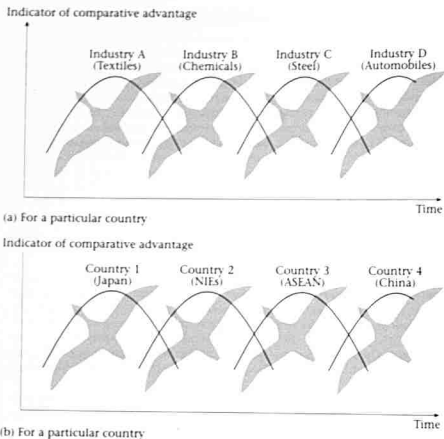 Indicator of comparative advantage
Industry A Industry B Industry C Industry D
(Textiles) (Chemicals) (Steel) (Automobiles)
Time
(a) For a particular country
Indicator of comparative advantage
Country 1 Country 2 Country 3 Country 4
(Japan) (NIEs) (ASEAN) (China)
Time
(b) For a particular country